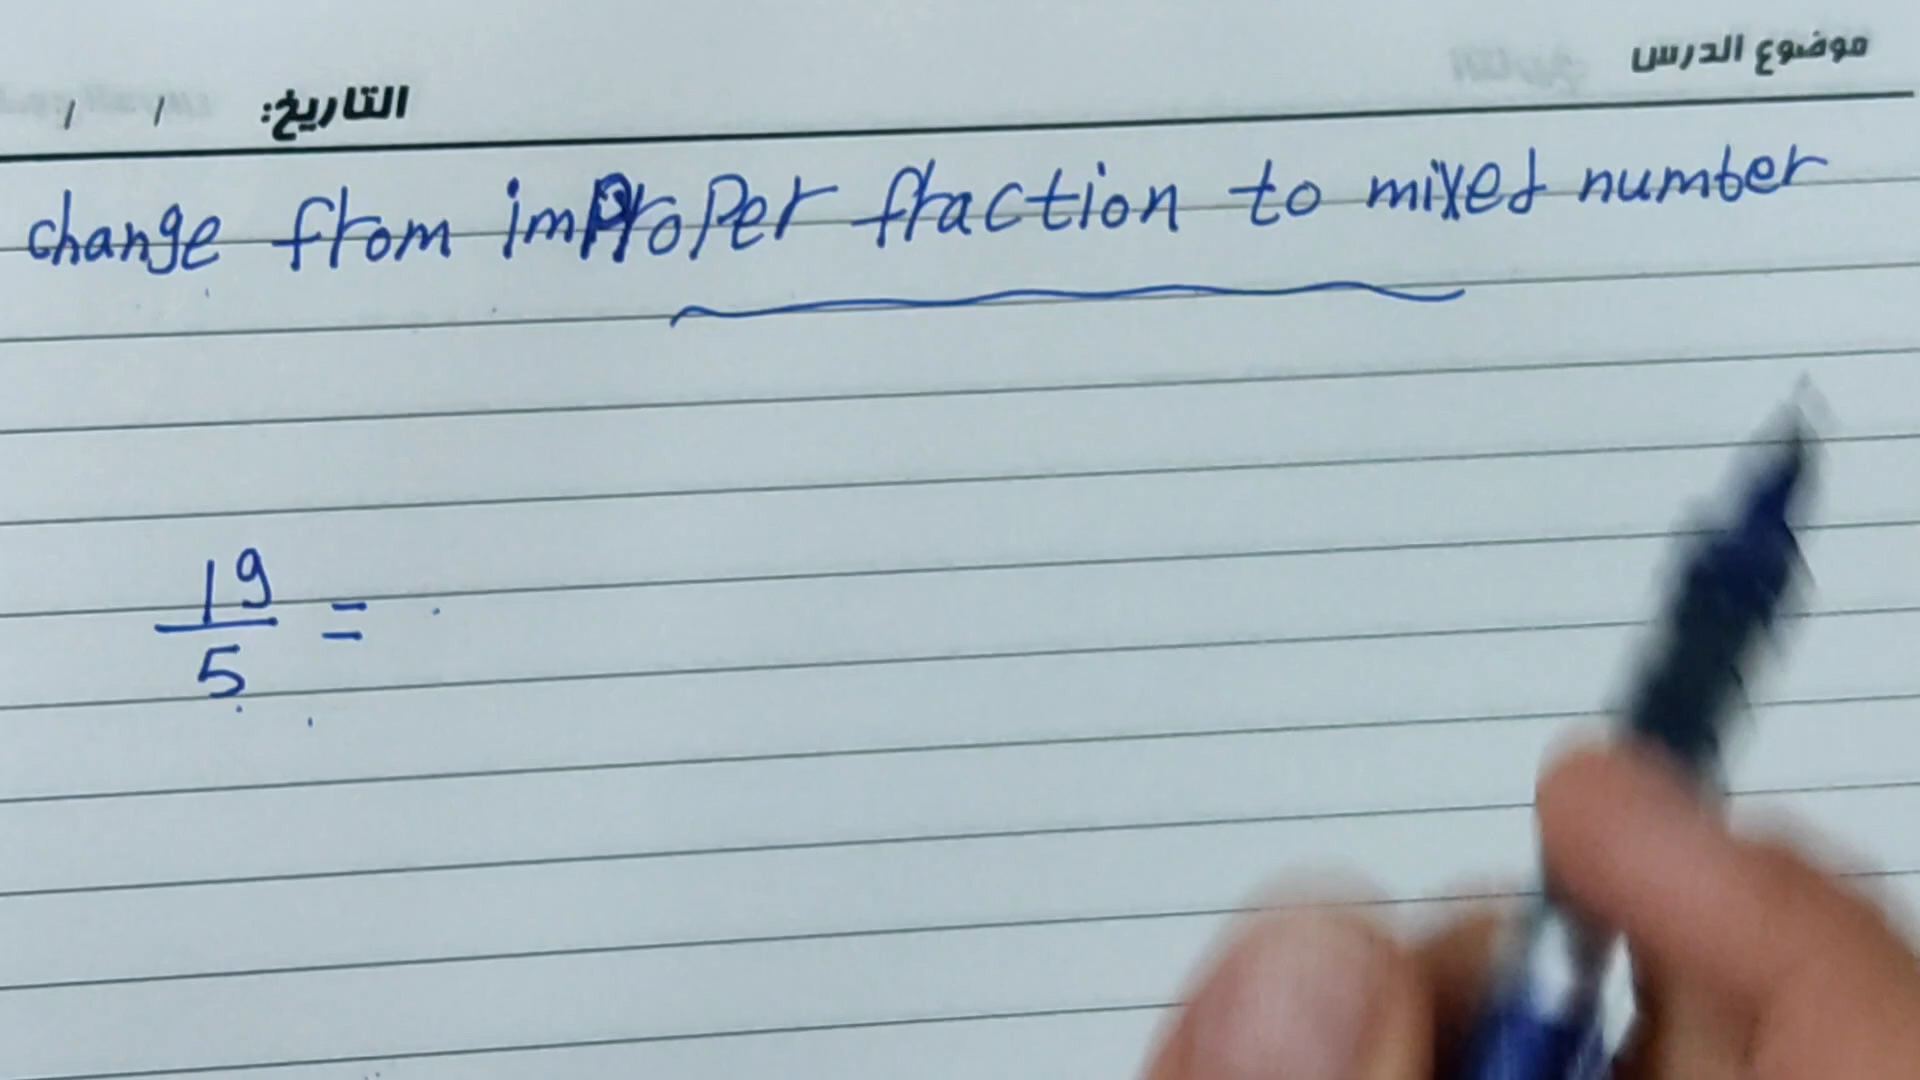 موضوع الدرس
التاريخ: / /
change from improper fraction to mixed number
19
5 =